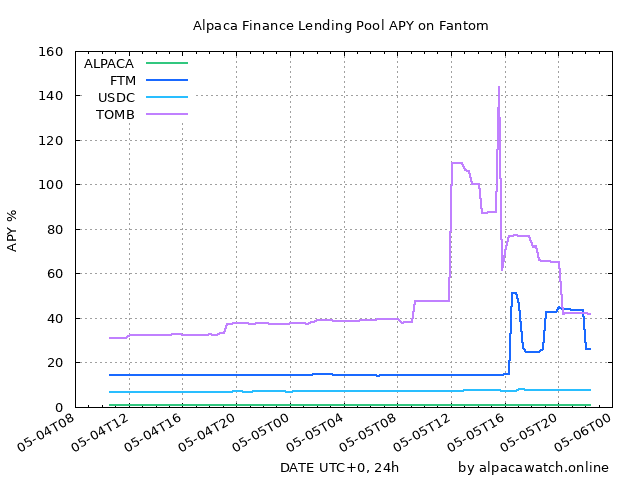 Alpaca Finance Lending Pool APY on Fantom
160
140
120
100
80
60
40
20
0
APY %
ALPACA
FTM
USDC
TOMB
05-04T08
05-04T12
05-04T16
05-04T20
05-05T00
05-05T04
05-05T08
05-05T12
05-05T16
05-05T20
05-06T00
DATE UTC+0, 24h
by alpacawatch.online